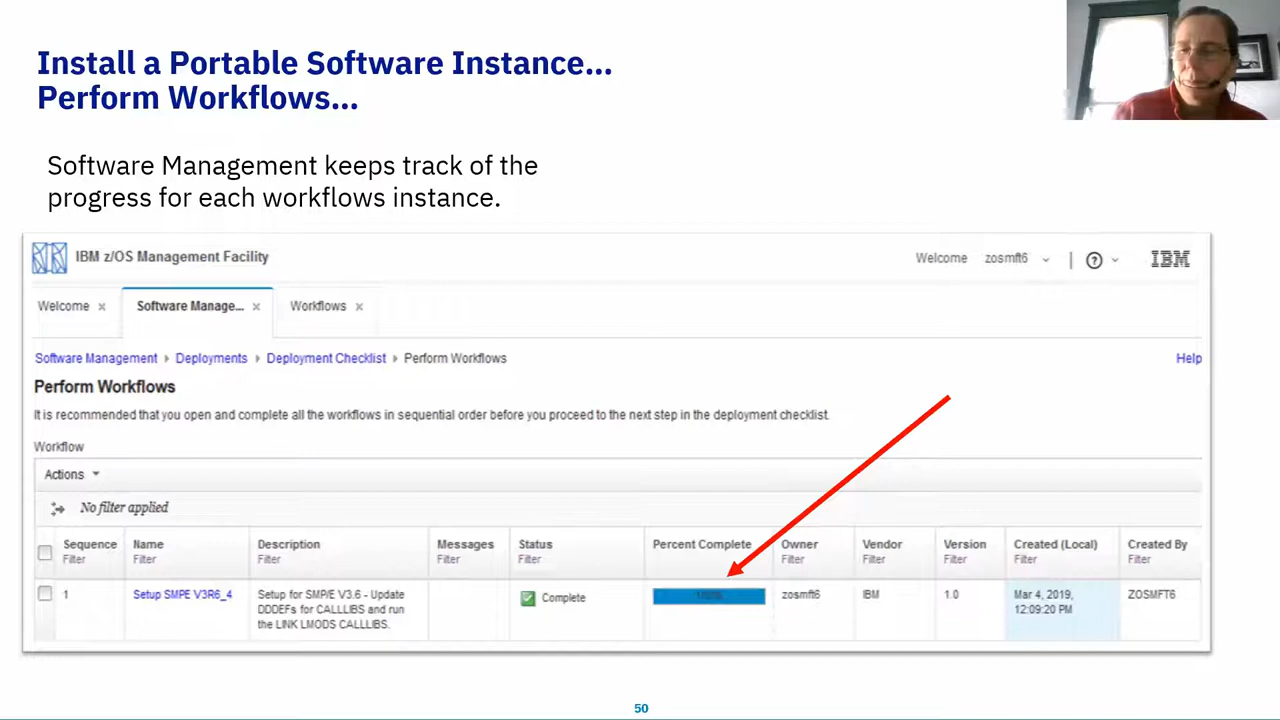 Install a Portable Software Instance...
Perform Workflows...
Software Management keeps track of the
progress for each workflows instance.
IBM z/OS Management Facility
Welcome zosmft6
IBM
Welcome
Software Manage...
Workflows
Software Management Deployments Deployment Checklist Perform Workflows
Help
Perform Workflows
It is recommended that you open and complete all the workflows in sequential order before you proceed to the next step in the deployment checklist.
Workflow
Actions
No filter applied
Sequence Name Description Messages Status Percent Complete Owner Vendor Version Created (Local) Created By
Filter Filter Filter Filter Filter Filter Filter Filter Filter Filter
1 Setup SMPE V3R6_4 Setup for SMP/E V3.6 - Update Complete 100% zosmft6 IBM 1.0 Mar 4, 2019, ZOSMFT6
DDDEFs for CALLLIBS and run 12:09:20 PM
the LINK LMODS CALLLIBS.
50